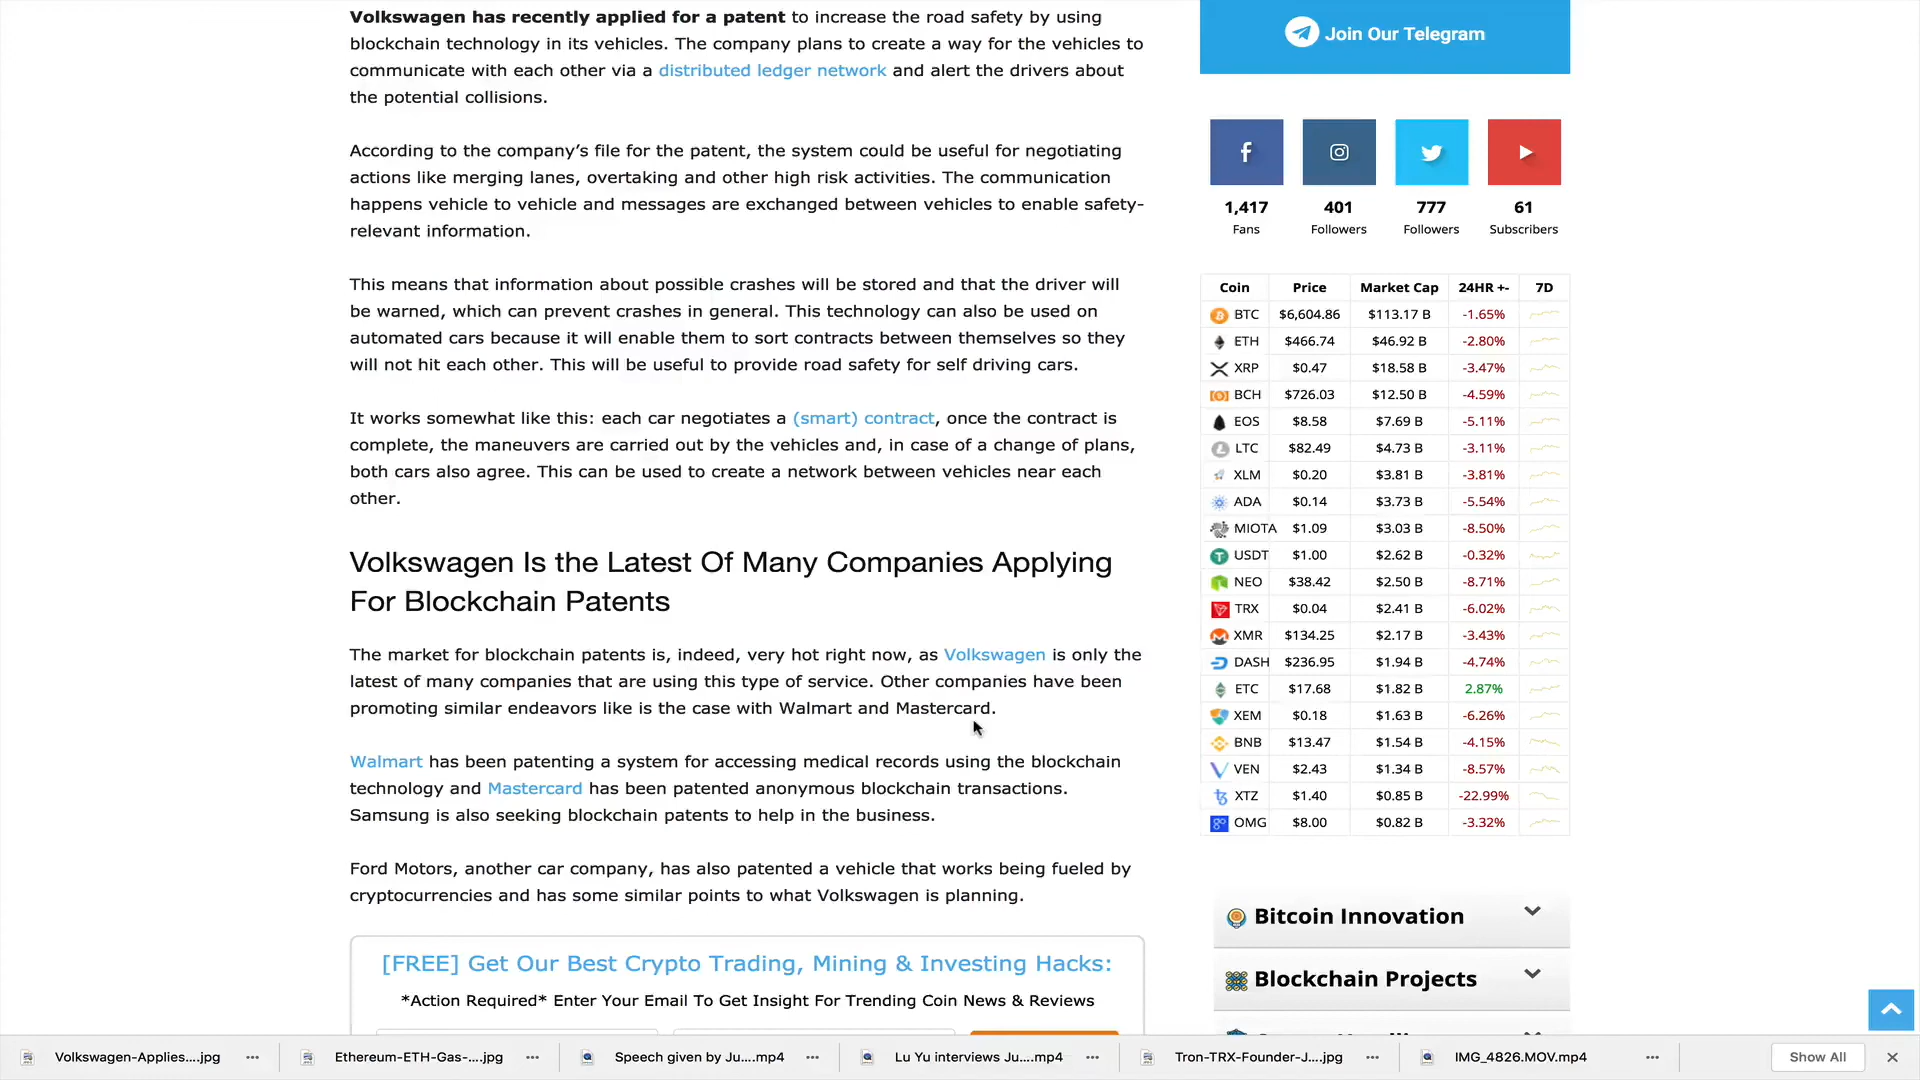 Volkswagen has recently applied for a patent to increase the road safety by using
blockchain technology in its vehicles. The company plans to create a way for the vehicles to
communicate with each other via a distributed ledger network and alert the drivers about
the potential collisions.
According to the company’s file for the patent, the system could be useful for negotiating
actions like merging lanes, overtaking and other high risk activities. The communication
happens vehicle to vehicle and messages are exchanged between vehicles to enable safety-
relevant information.
This means that information about possible crashes will be stored and that the driver will
be warned, which can prevent crashes in general. This technology can also be used on
automated cars because it will enable them to sort contracts between themselves so they
will not hit each other. This will be useful to provide road safety for self driving cars.
It works somewhat like this: each car negotiates a (smart) contract, once the contract is
complete, the maneuvers are carried out by the vehicles and, in case of a change of plans,
both cars also agree. This can be used to create a network between vehicles near each
other.
Volkswagen Is the Latest Of Many Companies Applying
For Blockchain Patents
The market for blockchain patents is, indeed, very hot right now, as Volkswagen is only the
latest of many companies that are using this type of service. Other companies have been
promoting similar endeavors like is the case with Walmart and Mastercard.
Walmart has been patenting a system for accessing medical records using the blockchain
technology and Mastercard has been patented anonymous blockchain transactions.
Samsung is also seeking blockchain patents to help in the business.
Ford Motors, another car company, has also patented a vehicle that works being fueled by
cryptocurrencies and has some similar points to what Volkswagen is planning.
[FREE] Get Our Best Crypto Trading, Mining & Investing Hacks:
*Action Required* Enter Your Email To Get Insight For Trending Coin News & Reviews
Join Our Telegram
1,417 401 777 61
Fans Followers Followers Subscribers
Coin Price Market Cap 24HR +- 7D
BTC $6,604.86 $113.17 B -1.65%
ETH $466.74 $46.92 B -2.80%
XRP $0.47 $18.58 B -3.47%
BCH $726.03 $12.50 B -4.59%
EOS $8.58 $7.69 B -5.11%
LTC $82.49 $4.73 B -3.11%
XLM $0.20 $3.81 B -3.81%
ADA $0.14 $3.73 B -5.54%
MIOTA $1.09 $3.03 B -8.50%
USDT $1.00 $2.62 B -0.32%
NEO $38.42 $2.50 B -8.71%
TRX $0.04 $2.41 B -6.02%
XMR $134.25 $2.17 B -3.43%
DASH $236.95 $1.94 B -4.74%
ETC $17.68 $1.82 B 2.87%
XEM $0.18 $1.63 B -6.26%
BNB $13.47 $1.54 B -4.15%
VEN $2.43 $1.34 B -8.57%
XTZ $1.40 $0.85 B -22.99%
OMG $8.00 $0.82 B -3.32%
Bitcoin Innovation
Blockchain Projects
Volkswagen-Applies....jpg Ethereum-ETH-Gas-....jpg Speech given by Ju....mp4 Lu Yu interviews Ju....mp4 Tron-TRX-Founder-J....jpg IMG_4826.MOV.mp4 Show All